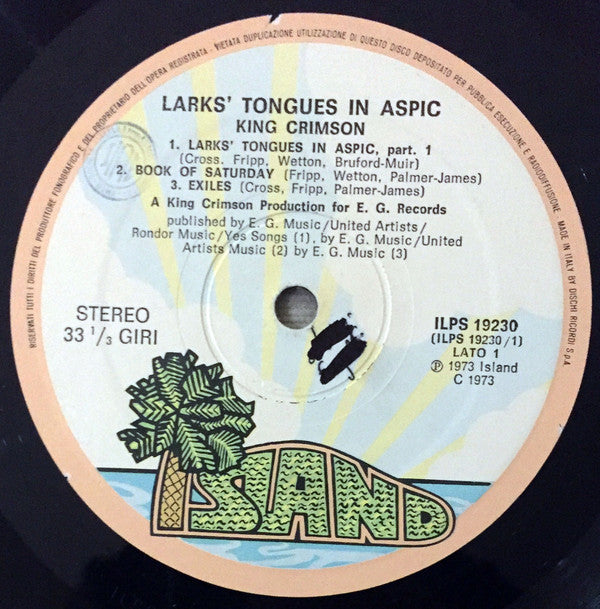 RISERVATI TUTTI I DIRITTI DEL PRODUTTORE FONOGRAFICO E DEL PROPRIETARIO DELL'OPERA REGISTRATA - VIETATA DUPLICAZIONE UTILIZZAZIONE DI QUESTO DISCO DEPOSITATO PER PUBBLICA ESECUZIONE E RADIODIFFUSIONE. MADE IN ITALY BY DISCHI RICORDI S.p.A.
LARKS' TONGUES IN ASPIC
KING CRIMSON
1. LARKS' TONGUES IN ASPIC, part. 1
(Cross. Fripp, Wetton, Bruford-Muir)
2. BOOK OF SATURDAY (Fripp, Wetton, Palmer-James)
3. EXILES (Cross, Fripp, Palmer-James)
A King Crimson Production for E. G. Records
published by E. G. Music/United Artists/
Rondor Music/Yes Songs (1), by E. G. Music/United
Artists Music (2) by E. G. Music (3)
STEREO
33 1/3 GIRI
ILPS 19230
(ILPS 19230/1)
LATO 1
Ⓟ 1973 Island
C 1973
ISLAND